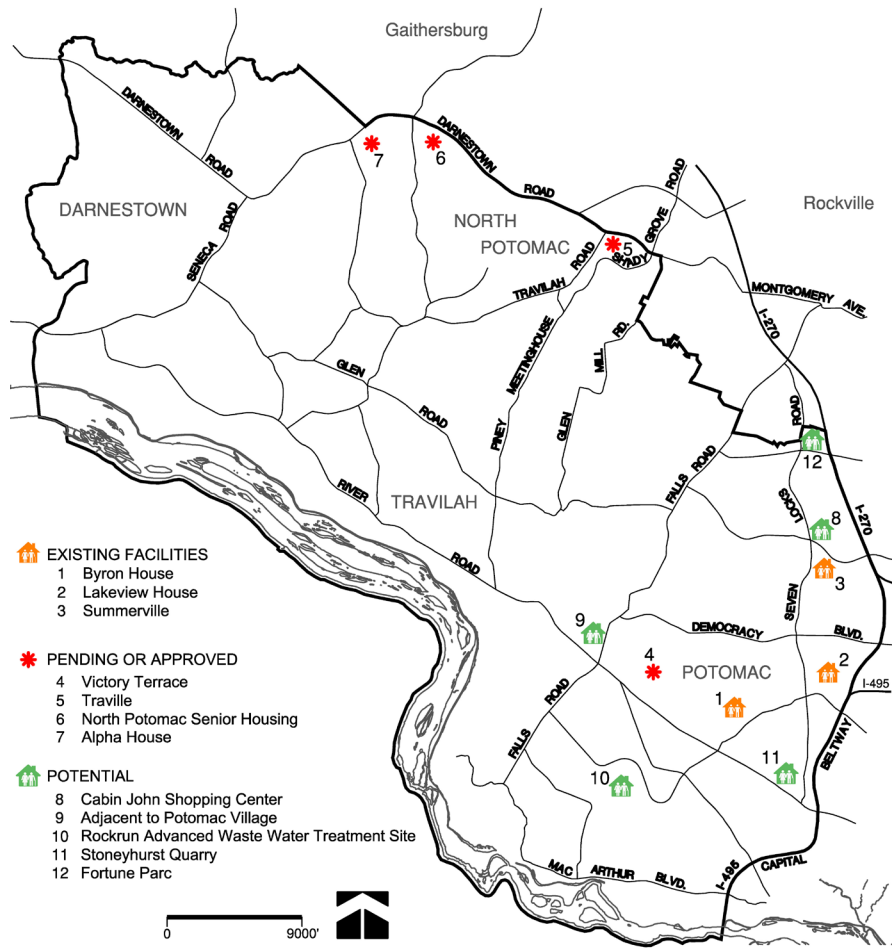 Gaithersburg
DARNESTOWN
ROAD
DARNESTOWN
ROAD
7
6
DARNESTOWN
SENECA
ROAD
NORTH
POTOMAC
Rockville
5
SHADY
GROVE
ROAD
TRAVILAH
ROAD
MONTGOMERY
AVE.
I-270
PINEY
MEETINGHOUSE
GLEN
MILL
RD.
GLEN
ROAD
FALLS
ROAD
12
SEVEN
LOCKS
ROAD
RIVER
ROAD
TRAVILAH
8
I-270
3
9
DEMOCRACY
BLVD.
4
POTOMAC
2
I-495
1
FALLS
ROAD
10
11
BELTWAY
CAPITAL
I-495
MAC
ARTHUR
BLVD.
EXISTING FACILITIES
1 Byron House
2 Lakeview House
3 Summerville
PENDING OR APPROVED
4 Victory Terrace
5 Traville
6 North Potomac Senior Housing
7 Alpha House
POTENTIAL
8 Cabin John Shopping Center
9 Adjacent to Potomac Village
10 Rockrun Advanced Waste Water Treatment Site
11 Stoneyhurst Quarry
12 Fortune Parc
0
9000'